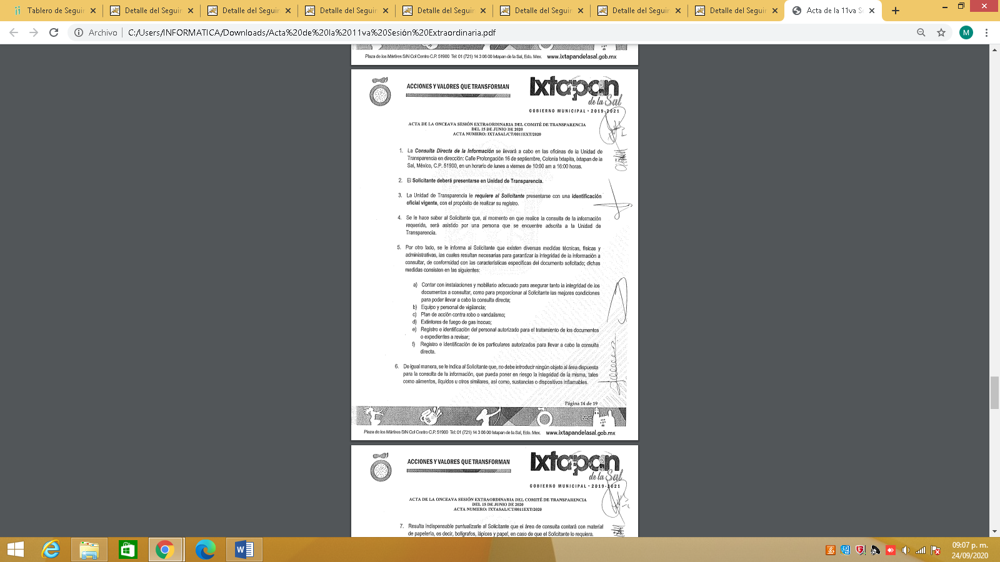 Tablero de Seguir
Detalle del Seguir
Detalle del Seguir
Detalle del Seguir
Detalle del Seguir
Detalle del Seguir
Detalle del Seguir
Detalle del Seguir
Acta de la 11va Se
Archivo
C:/Users/INFORMATICA/Downloads/Acta%20de%20la%2011va%20Sesión%20Extraordinaria.pdf
M
Plaza de los Mártires S/N Col Centro C.P. 51900 Tel: 01 (721) 14 3 06 00 Ixtapan de la Sal, Edo. Mex. www.ixtapandelasal.gob.mx
ACCIONES Y VALORES QUE TRANSFORMAN
Ixtapan
de la Sal
GOBIERNO MUNICIPAL • 2019-2021
ACTA DE LA ONCEAVA SESIÓN EXTRAORDINARIA DEL COMITÉ DE TRANSPARENCIA
DEL 15 DE JUNIO DE 2020
ACTA NUMERO: IXTASAL/CT/0011EXT/2020
1. La Consulta Directa de la Información se llevará a cabo en las oficinas de la Unidad de
Transparencia en dirección: Calle Prolongación 16 de septiembre, Colonia Ixtapita, Ixtapan de la
Sal, México, C.P. 51900, en un horario de lunes a viernes de 10:00 am a 16:00 horas.
2. El Solicitante deberá presentarse en Unidad de Transparencia.
3. La Unidad de Transparencia le requiere al Solicitante presentarse con una identificación
oficial vigente, con el propósito de realizar su registro.
4. Se le hace saber al Solicitante que, al momento en que realice la consulta de la información
requerida, será asistido por una persona que se encuentre adscrita a la Unidad de
Transparencia.
5. Por otro lado, se le informa al Solicitante que existen diversas medidas técnicas, físicas y
administrativas, las cuales resultan necesarias para garantizar la integridad de la información a
consultar, de conformidad con las características específicas del documento solicitado; dichas
medidas consisten en las siguientes:
a) Contar con instalaciones y mobiliario adecuado para asegurar tanto la integridad de los
documentos a consultar, como para proporcionar al Solicitante las mejores condiciones
para poder llevar a cabo la consulta directa;
b) Equipo y personal de vigilancia;
c) Plan de acción contra robo o vandalismo;
d) Extintores de fuego de gas inocuo;
e) Registro e identificación del personal autorizado para el tratamiento de los documentos
o expedientes a revisar;
f) Registro e identificación de los particulares autorizados para llevar a cabo la consulta
directa.
6. De igual manera, se le indica al Solicitante que, no debe introducir ningún objeto al área dispuesta
para la consulta de la información, que pueda poner en riesgo la integridad de la misma, tales
como alimentos, líquidos u otros similares, así como, sustancias o dispositivos inflamables.
Página 14 de 19
Plaza de los Mártires S/N Col Centro C.P. 51900 Tel: 01 (721) 14 3 06 00 Ixtapan de la Sal, Edo. Mex. www.ixtapandelasal.gob.mx
ACCIONES Y VALORES QUE TRANSFORMAN
Ixtapan
de la Sal
GOBIERNO MUNICIPAL • 2019-2021
ACTA DE LA ONCEAVA SESIÓN EXTRAORDINARIA DEL COMITÉ DE TRANSPARENCIA
DEL 15 DE JUNIO DE 2020
ACTA NUMERO: IXTASAL/CT/0011EXT/2020
7. Resulta indispensable puntualizarle al Solicitante que el área de consulta contará con material
de papelería, es decir, bolígrafos, lápices y papel, en caso de que el Solicitante lo requiera.
09:07 p. m.
24/09/2020